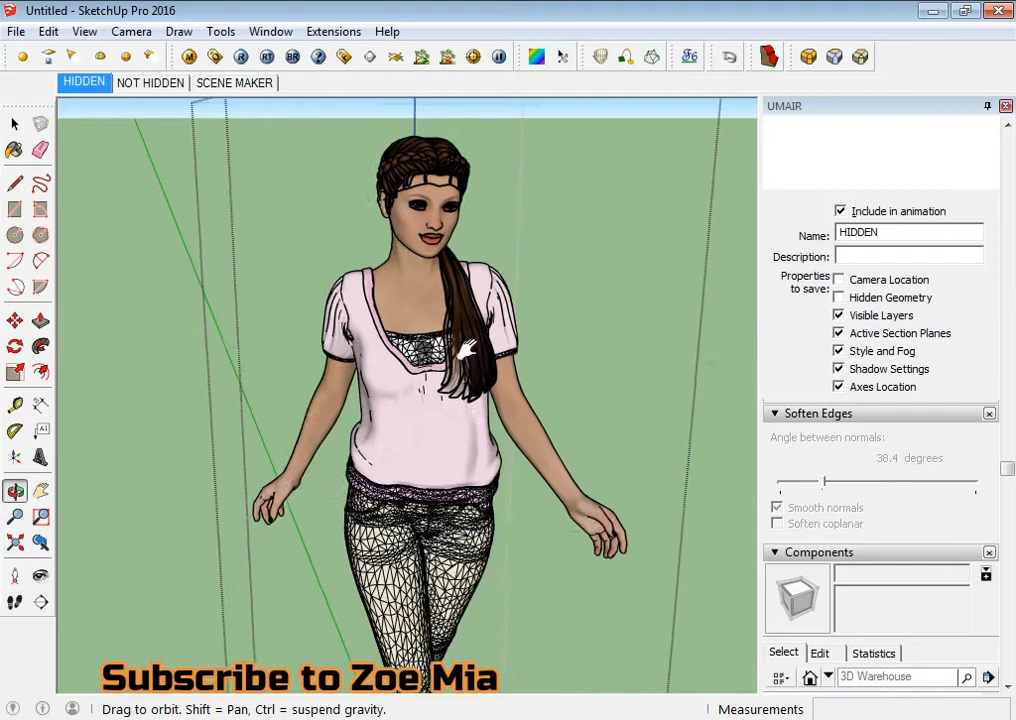 Untitled - SketchUp Pro 2016
File Edit View Camera Draw Tools Window Extensions Help
M R RT BR ?
HIDDEN NOT HIDDEN SCENE MAKER
UMAIR
Include in animation
Name: HIDDEN
Description:
Properties to save:
Camera Location
Hidden Geometry
Visible Layers
Active Section Planes
Style and Fog
Shadow Settings
Axes Location
Soften Edges
Angle between normals:
38.4 degrees
Smooth normals
Soften coplanar
Components
Select Edit Statistics
3D Warehouse
Subscribe to Zoe Mia
Drag to orbit. Shift = Pan, Ctrl = suspend gravity.
Measurements